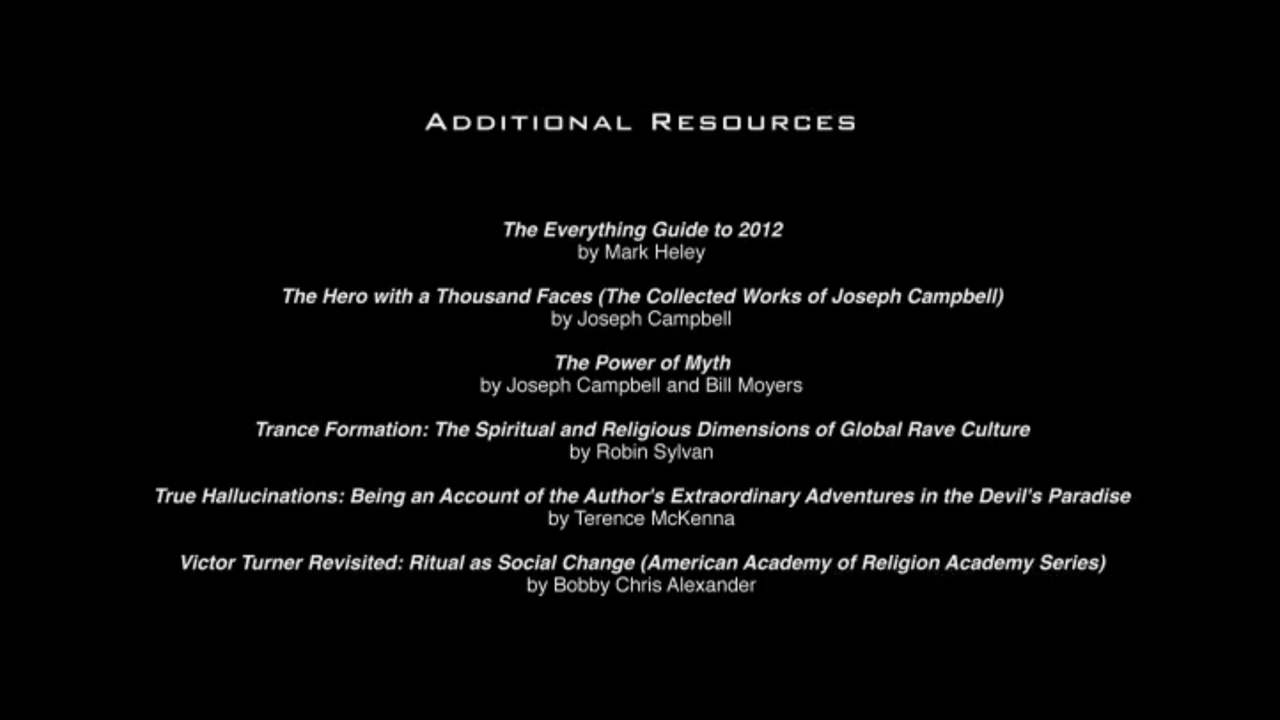 Additional Resources
The Everything Guide to 2012
by Mark Heley
The Hero with a Thousand Faces (The Collected Works of Joseph Campbell)
by Joseph Campbell
The Power of Myth
by Joseph Campbell and Bill Moyers
Trance Formation: The Spiritual and Religious Dimensions of Global Rave Culture
by Robin Sylvan
True Hallucinations: Being an Account of the Author's Extraordinary Adventures in the Devil's Paradise
by Terence McKenna
Victor Turner Revisited: Ritual as Social Change (American Academy of Religion Academy Series)
by Bobby Chris Alexander